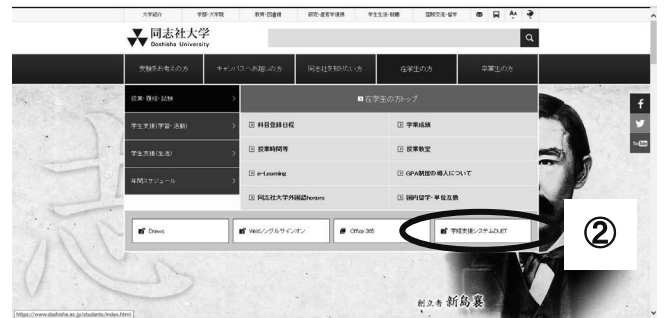 大学紹介 学部・大学院 教育・図書館 研究・産官学連携 学生生活・就職 国際交流・留学
同志社大学
Doshisha University
受験をお考えの方 キャンパスへお越しの方 同志社を知りたい方 在学生の方 卒業生の方
授業・履修・試験
在学生の方トップ
学生支援(学習・活動)
科目登録日程 学業成績
学生支援(生活)
授業時間等 授業教室
年間スケジュール
e-Learning GPA制度の導入について
同志社大学外国語honors 国内留学・単位互換
Dnews Webシングルサインオン Office 365 学修支援システムDUET
②
創立者 新島襄
https://www.doshisha.ac.jp/students/index.html